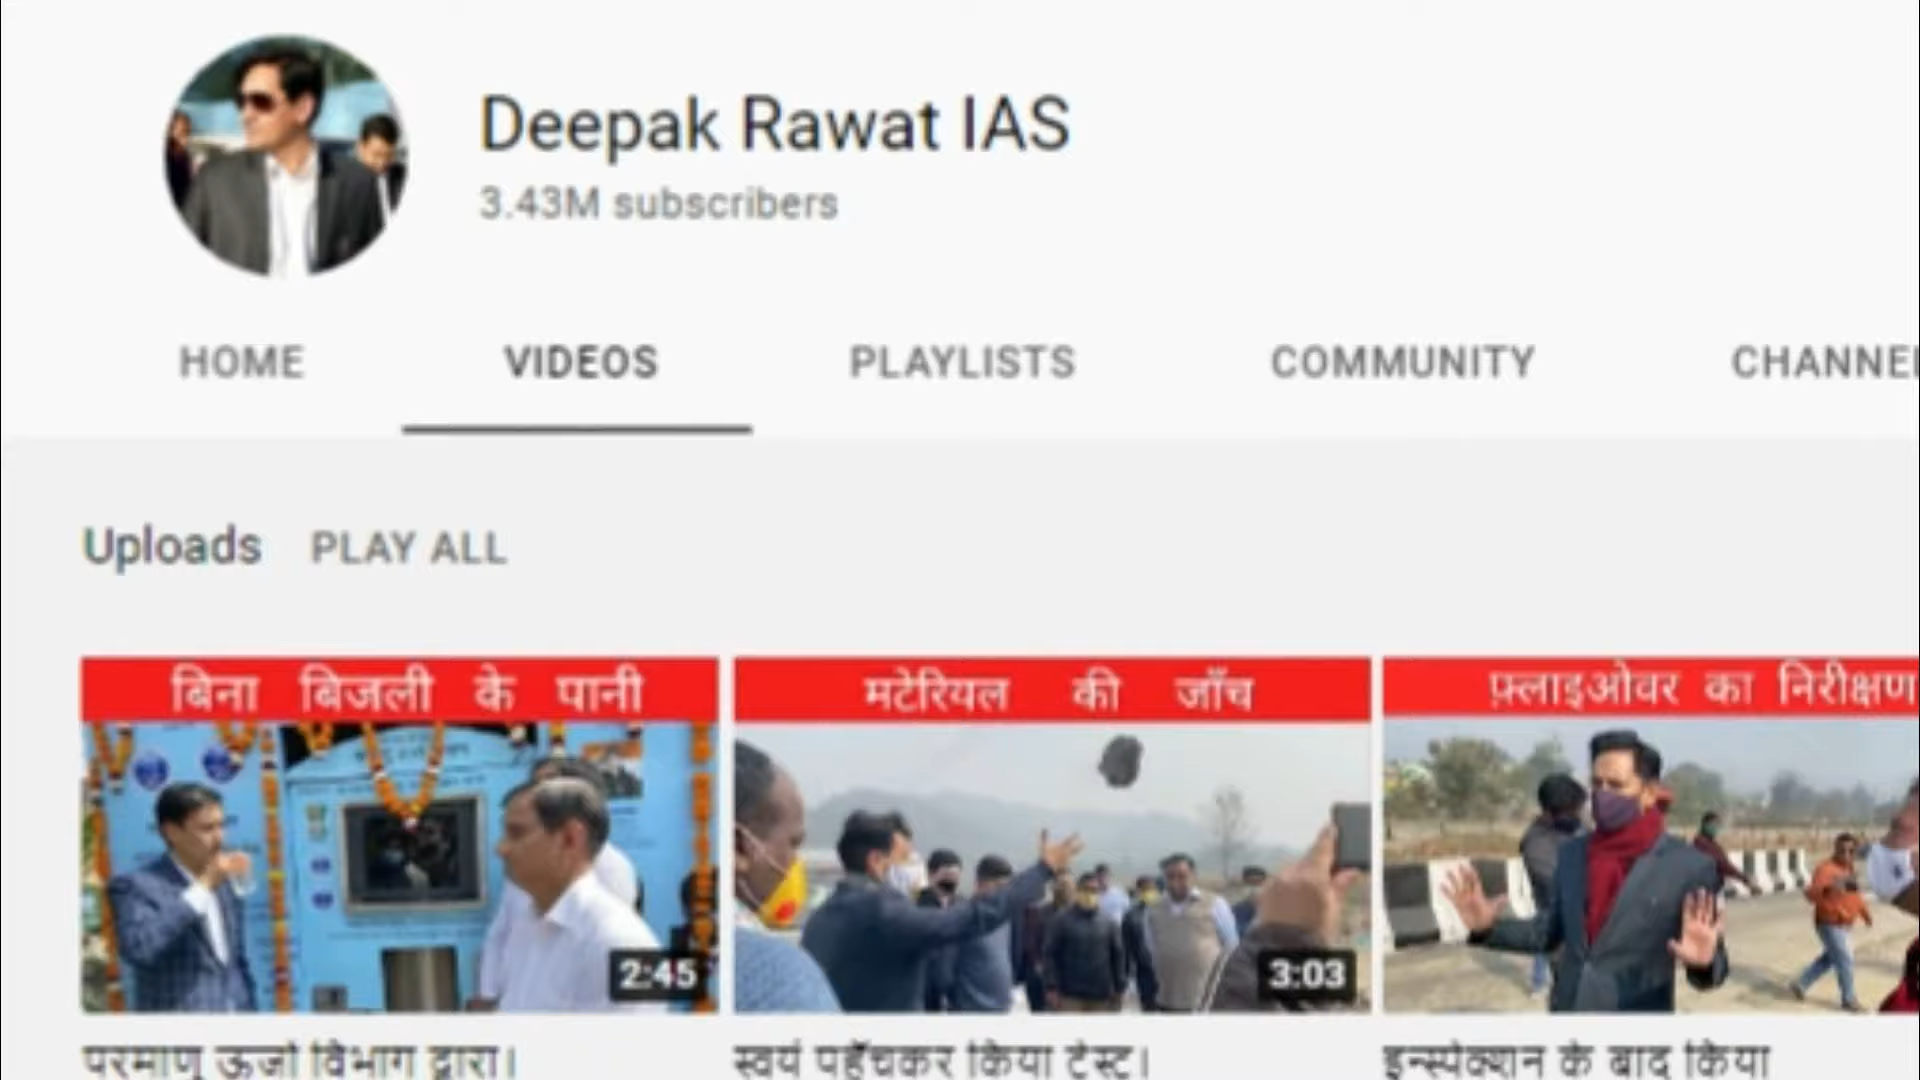 Deepak Rawat IAS
3.43M subscribers
HOME VIDEOS PLAYLISTS COMMUNITY CHANNEL
Uploads PLAY ALL
बिना बिजली के पानी
मटेरियल की जाँच
फ़्लाइओवर का निरीक्षण
2:45
3:03
परमाणु ऊर्जा विभाग द्वारा।
स्वयं पहुँचकर किया टेस्ट।
इन्स्पेक्शन के बाद किया